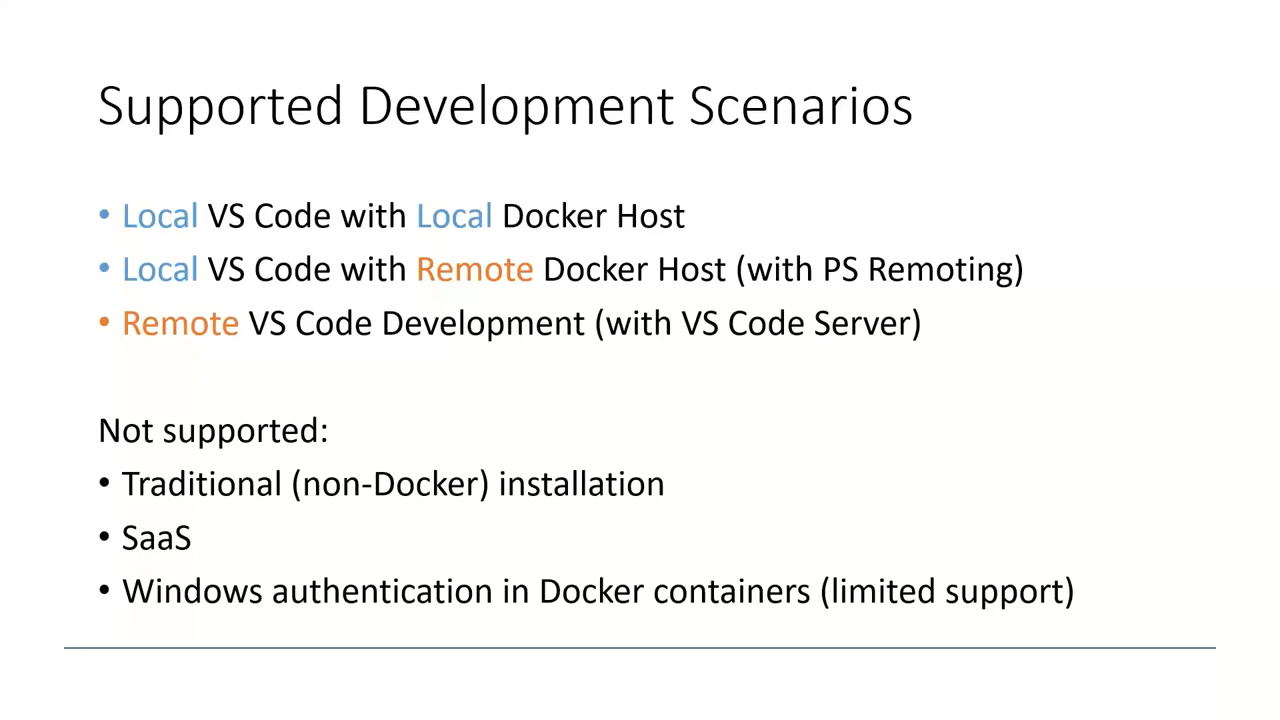 Supported Development Scenarios
• Local VS Code with Local Docker Host
• Local VS Code with Remote Docker Host (with PS Remoting)
• Remote VS Code Development (with VS Code Server)
Not supported:
• Traditional (non-Docker) installation
• SaaS
• Windows authentication in Docker containers (limited support)